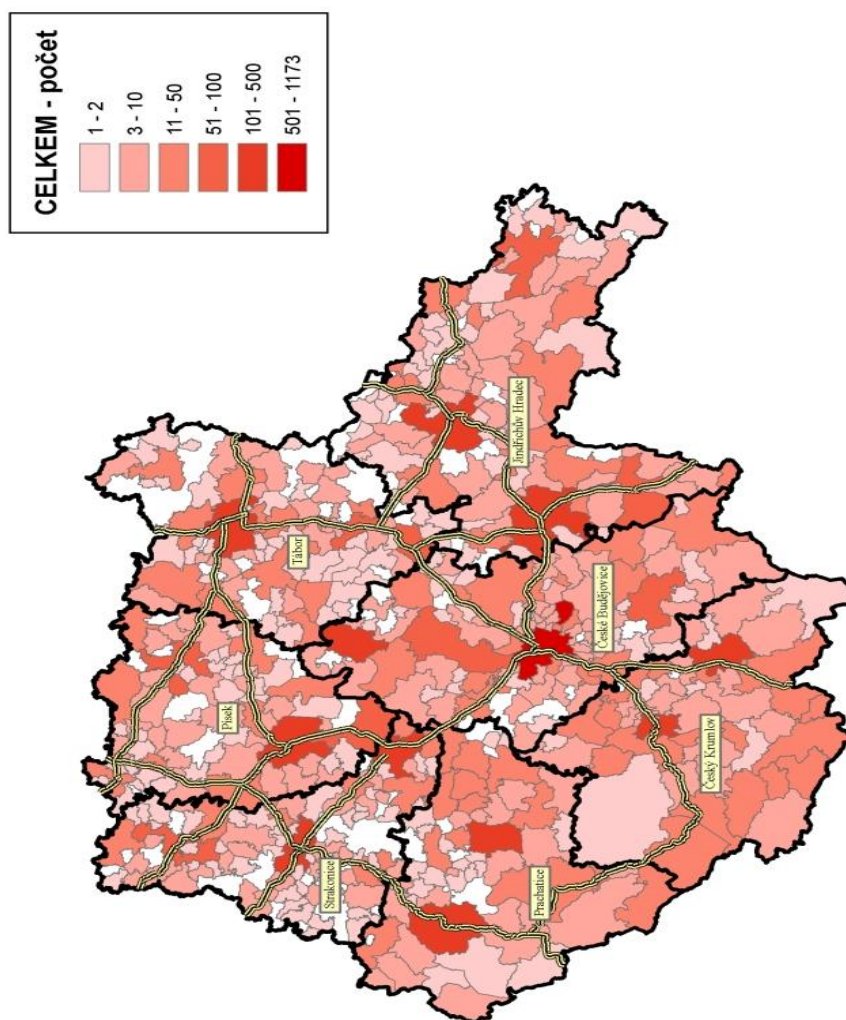 CELKEM - počet
1 - 2
3 - 10
11 - 50
51 - 100
101 - 500
501 - 1173
Strakonice
Písek
Tábor
Prachatice
Český Krumlov
České Budějovice
Jindřichův Hradec